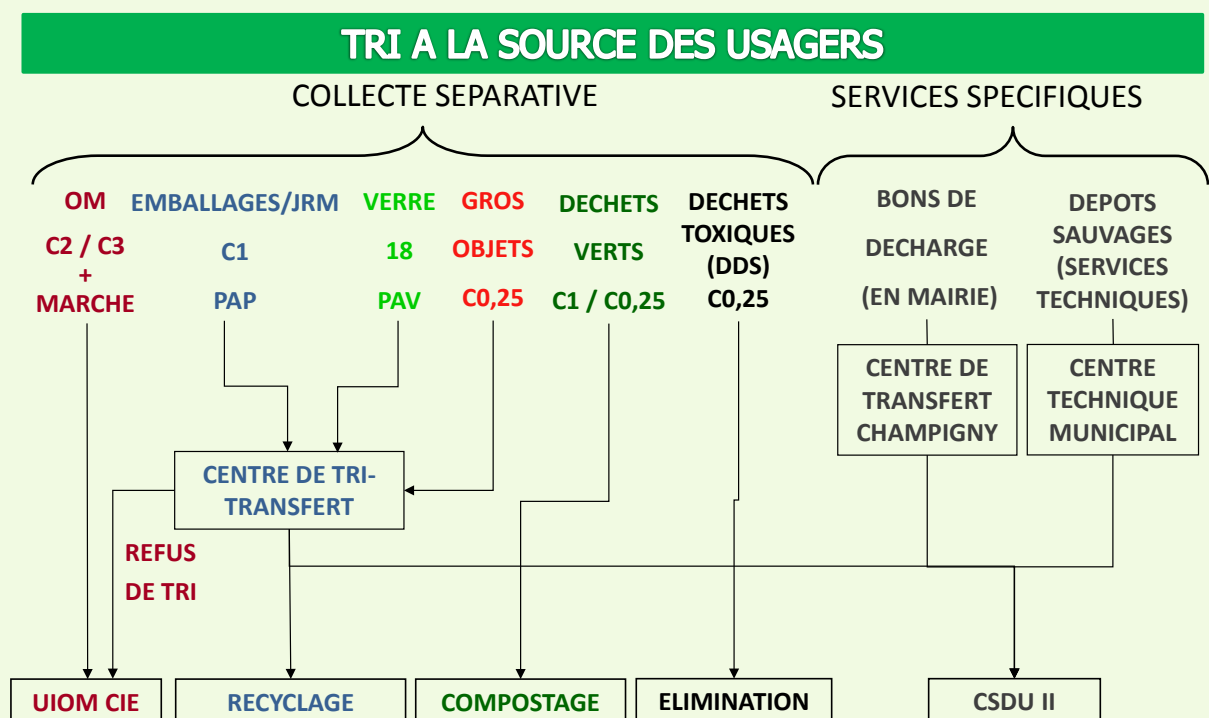 TRI A LA SOURCE DES USAGERS
COLLECTE SEPARATIVE
SERVICES SPECIFIQUES
OM
C2 / C3
+
MARCHE
EMBALLAGES/JRM
C1
PAP
VERRE
18
PAV
GROS
OBJETS
C0,25
DECHETS
VERTS
C1 / C0,25
DECHETS
TOXIQUES
(DDS)
C0,25
BONS DE
DECHARGE
(EN MAIRIE)
DEPOTS
SAUVAGES
(SERVICES
TECHNIQUES)
CENTRE DE
TRANSFERT
CHAMPIGNY
CENTRE
TECHNIQUE
MUNICIPAL
CENTRE DE TRI-
TRANSFERT
REFUS
DE TRI
UIOM CIE
RECYCLAGE
COMPOSTAGE
ELIMINATION
CSDU II